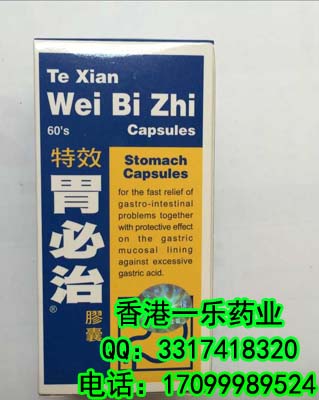 Te Xian
Wei Bi Zhi
60's
Capsules
特效
胃必治®
膠囊
Stomach
Capsules
for the fast relief of
gastro-intestinal
problems together
with protective effect
on the gastric
mucosal lining
against excessive
gastric acid.
香港一乐药业
QQ：3317418320
电话：17099989524